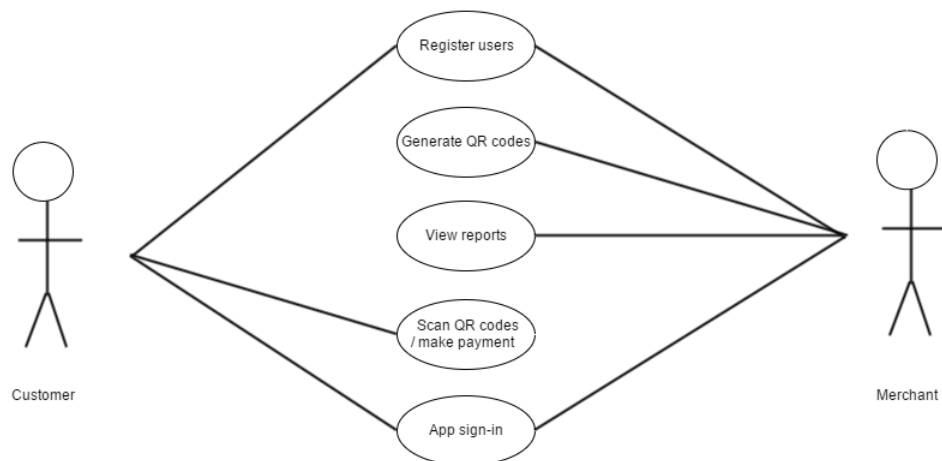 Register users
Generate QR codes
View reports
Scan QR codes
/ make payment
Customer
Merchant
App sign-in